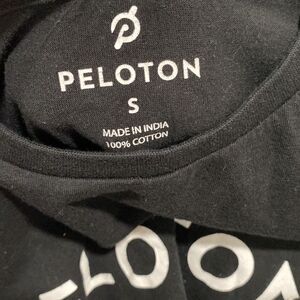 PELOTON
S
MADE IN INDIA
100% COTTON